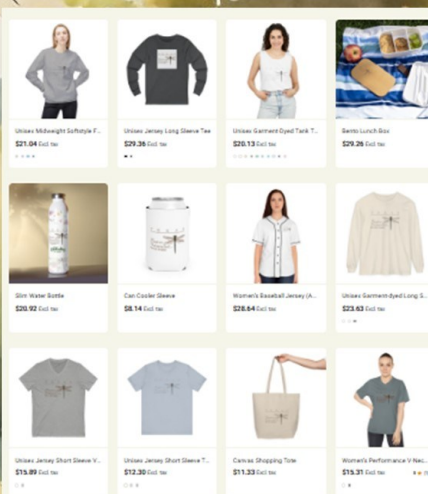 Unisex Midweight Softstyle F...
Unisex Jersey Long Sleeve Tee
Unisex Garment-Dyed Tank T...
Bento Lunch Box
$21.04 Excl. tax
$29.36 Excl. tax
$20.13 Excl. tax
$29.26 Excl. tax
Slim Water Bottle
Can Cooler Sleeve
Women's Baseball Jersey (A...
Unisex Garment-dyed Long S...
$20.92 Excl. tax
$8.14 Excl. tax
$28.64 Excl. tax
$23.63 Excl. tax
Unisex Jersey Short Sleeve V...
Unisex Jersey Short Sleeve T...
Canvas Shopping Tote
Women's Performance V-Nec...
$15.89 Excl. tax
$12.30 Excl. tax
$11.33 Excl. tax
$15.31 Excl. tax